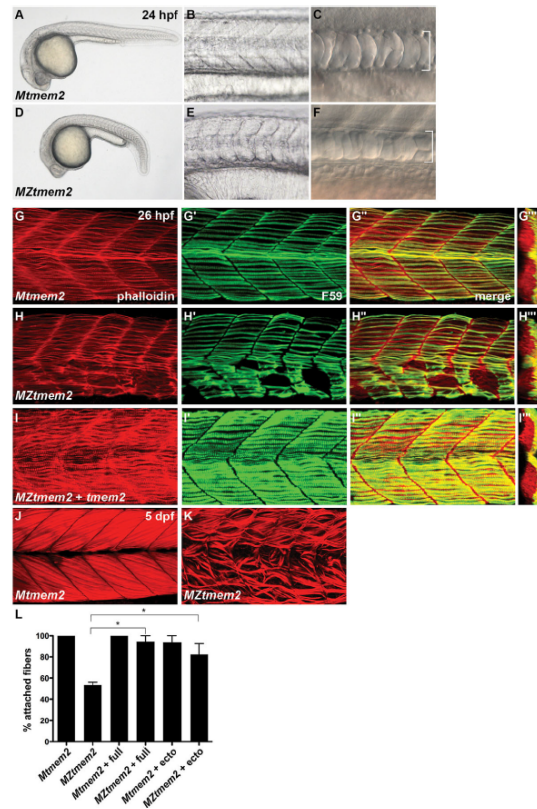 A 24 hpf B C
Mtmem2
D E F
MZtmem2
G 26 hpf G' G'' G'''
Mtmem2 phalloidin F59 merge
H H' H'' H'''
MZtmem2
I I' I'' I'''
MZtmem2 + tmem2
J 5 dpf K
Mtmem2 MZtmem2
L
* 
*
% attached fibers
100
80
60
40
20
0
Mtmem2
MZtmem2
Mtmem2 + full
MZtmem2 + full
Mtmem2 + ecto
MZtmem2 + ecto